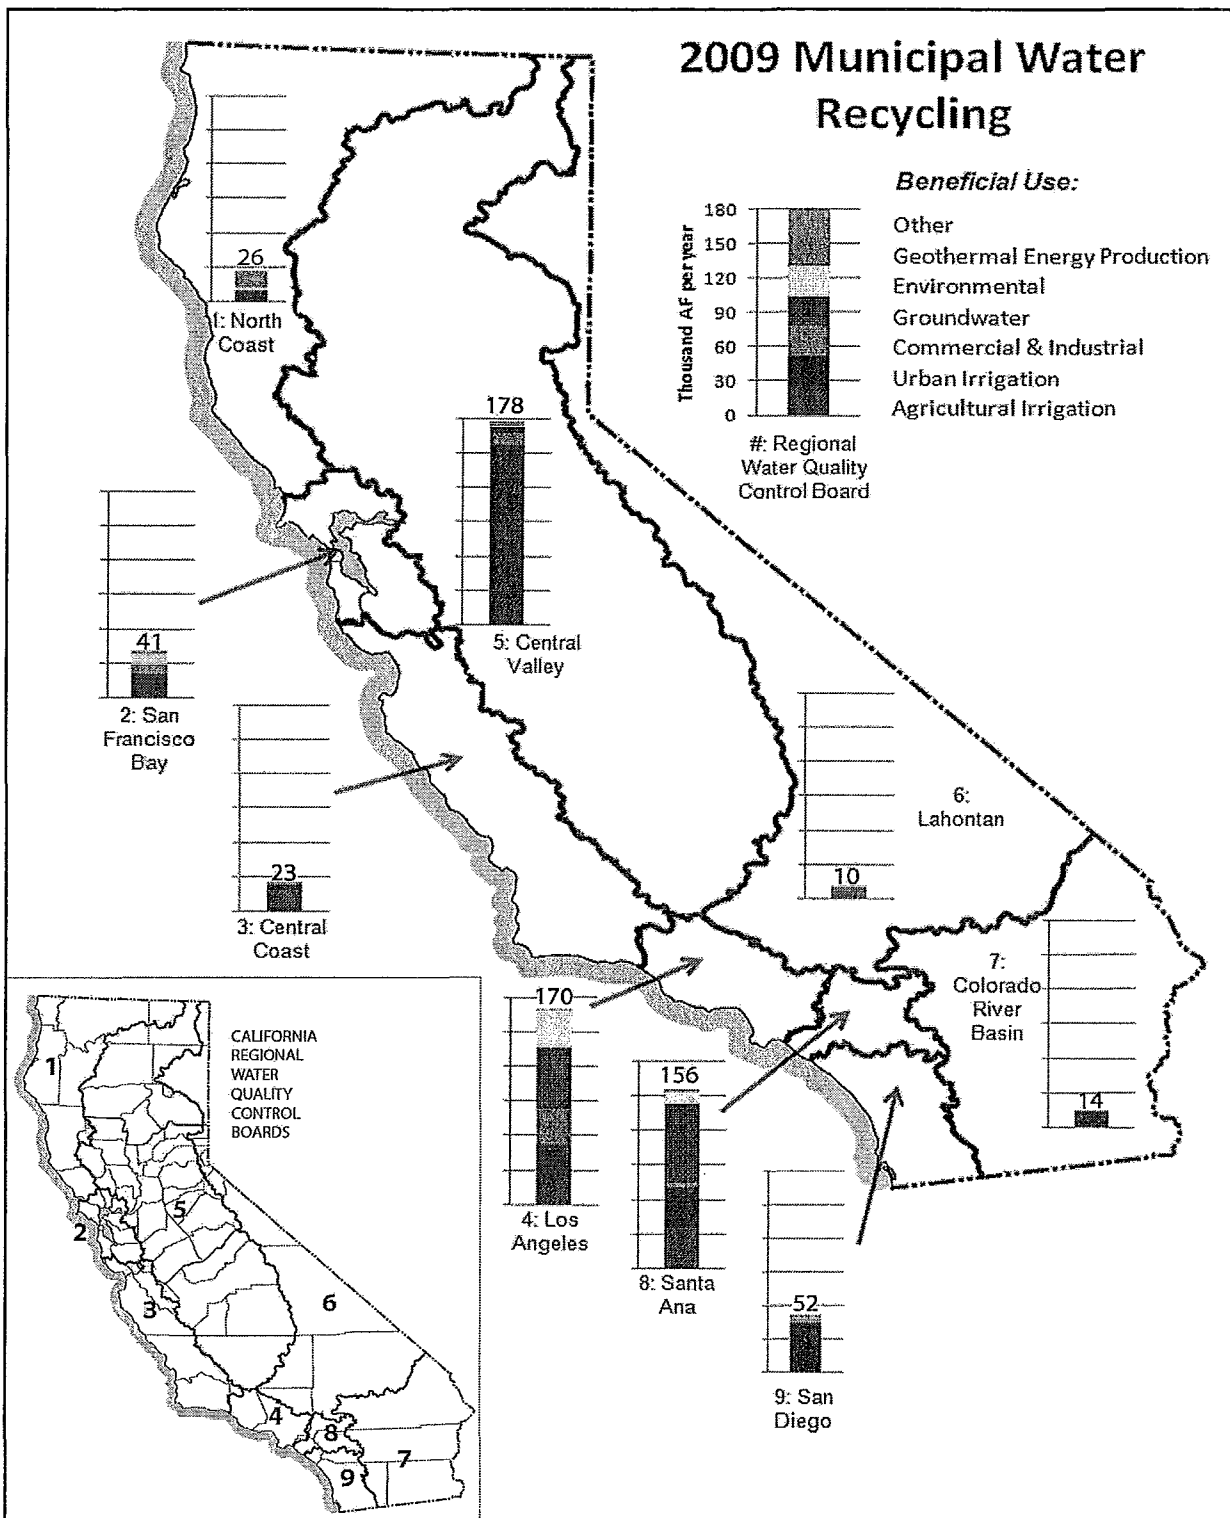 2009 Municipal Water
Recycling
Beneficial Use:
Thousand AF per year
180
150
120
90
60
30
0
Other
Geothermal Energy Production
Environmental
Groundwater
Commercial & Industrial
Urban Irrigation
Agricultural Irrigation
#: Regional
Water Quality
Control Board
26
1: North
Coast
178
5: Central
Valley
41
2: San
Francisco
Bay
23
3: Central
Coast
6:
Lahontan
10
7:
Colorado
River
Basin
14
170
4: Los
Angeles
156
8: Santa
Ana
52
9: San
Diego
CALIFORNIA
REGIONAL
WATER
QUALITY
CONTROL
BOARDS
1
2
5
3
6
4
8
7
9